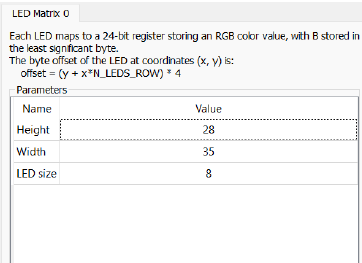 LED Matrix 0
Each LED maps to a 24-bit register storing an RGB color value, with B stored in
the least significant byte.
The byte offset of the LED at coordinates (x, y) is:
offset = (y + x*N_LEDS_ROW) * 4
Parameters
Name Value
Height 28
Width 35
LED size 8